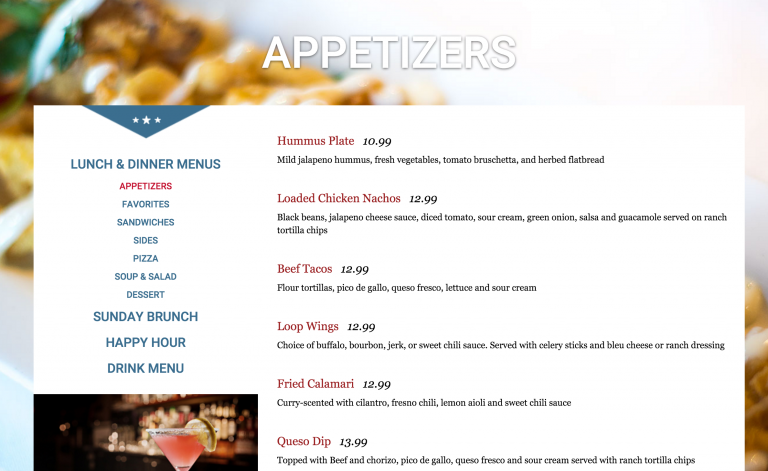 APPETIZERS
LUNCH & DINNER MENUS
APPETIZERS
FAVORITES
SANDWICHES
SIDES
PIZZA
SOUP & SALAD
DESSERT
SUNDAY BRUNCH
HAPPY HOUR
DRINK MENU
Hummus Plate 10.99
Mild jalapeno hummus, fresh vegetables, tomato bruschetta, and herbed flatbread
Loaded Chicken Nachos 12.99
Black beans, jalapeno cheese sauce, diced tomato, sour cream, green onion, salsa and guacamole served on ranch
tortilla chips
Beef Tacos 12.99
Flour tortillas, pico de gallo, queso fresco, lettuce and sour cream
Loop Wings 12.99
Choice of buffalo, bourbon, jerk, or sweet chili sauce. Served with celery sticks and bleu cheese or ranch dressing
Fried Calamari 12.99
Curry-scented with cilantro, fresno chili, lemon aioli and sweet chili sauce
Queso Dip 13.99
Topped with Beef and chorizo, pico de gallo, queso fresco and sour cream served with ranch tortilla chips